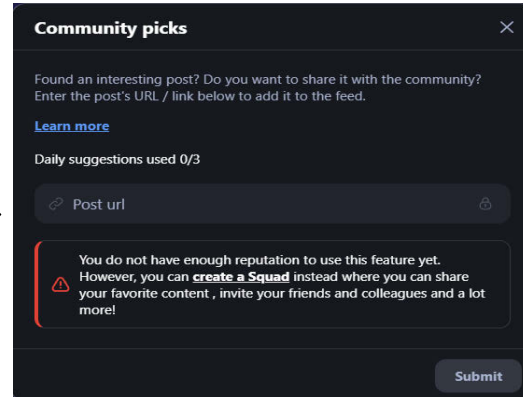 Community picks
Found an interesting post? Do you want to share it with the community?
Enter the post's URL / link below to add it to the feed.
Learn more
Daily suggestions used 0/3
Post url
You do not have enough reputation to use this feature yet.
However, you can create a Squad instead where you can share
your favorite content , invite your friends and colleagues and a lot
more!
Submit